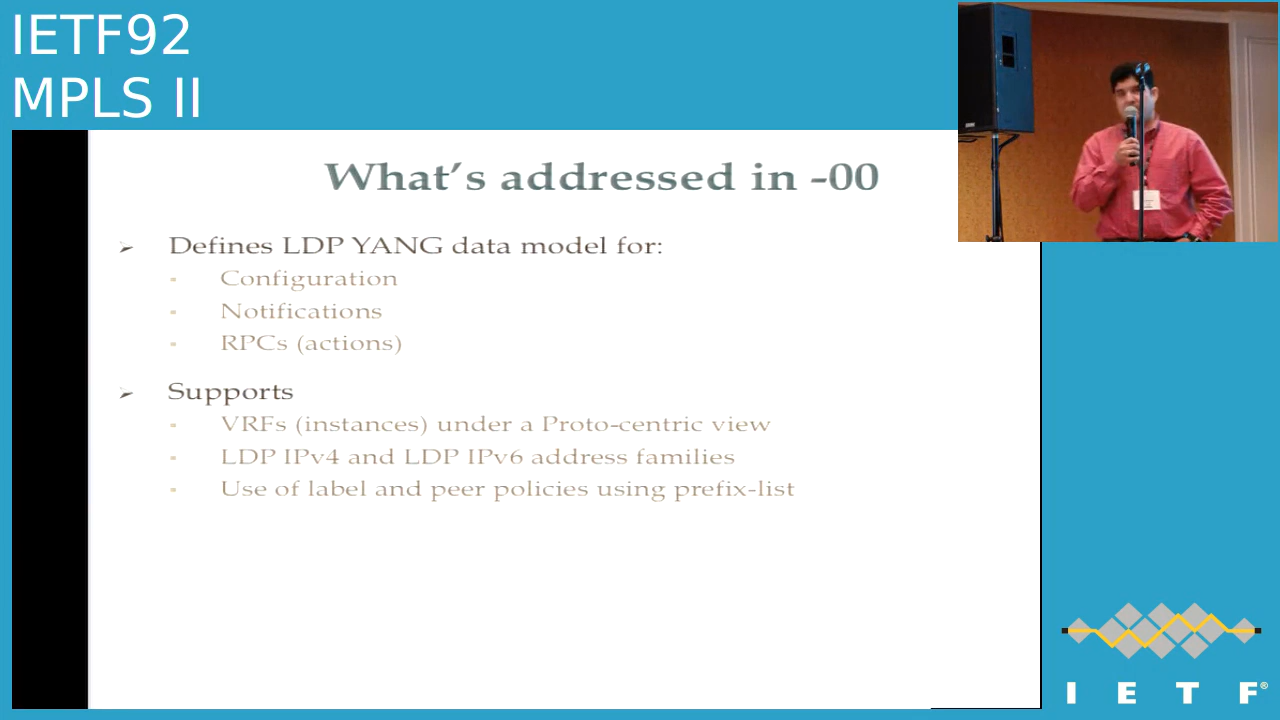 IETF92
MPLS II
What's addressed in -00
➢ Defines LDP YANG data model for:
▪ Configuration
▪ Notifications
▪ RPCs (actions)
➢ Supports
▪ VRFs (instances) under a Proto-centric view
▪ LDP IPv4 and LDP IPv6 address families
▪ Use of label and peer policies using prefix-list
I E T F®